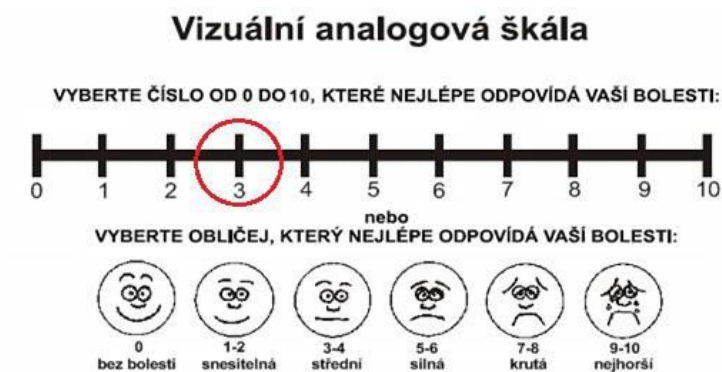 Vizuální analogová škála
VYBERTE ČÍSLO OD 0 DO 10, KTERÉ NEJLÉPE ODPOVÍDÁ VAŠÍ BOLESTI:
0 1 2 3 4 5 6 7 8 9 10
nebo
VYBERTE OBLIČEJ, KTERÝ NEJLÉPE ODPOVÍDÁ VAŠÍ BOLESTI:
0 1-2 3-4 5-6 7-8 9-10
bez bolesti snesitelná střední silná krutá nejhorší